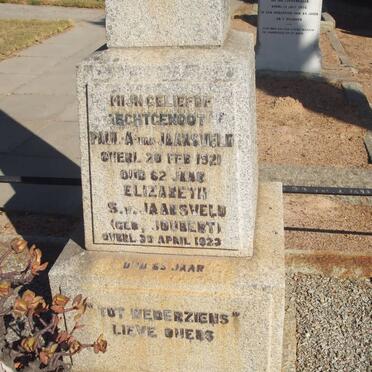 MIJN GELIEFDE
ECHTGENOOT
PAUL A. VAN JAARSVELD
OVERL. 20 FEB 1921
OUD 62 JAAR
ELIZABETH
S. V. JAARSVELD
(GEB. JOUBERT)
OVERL. 30 APRIL 1923
OUD 65 JAAR
"TOT WEDERZIENS"
LIEVE OUERS